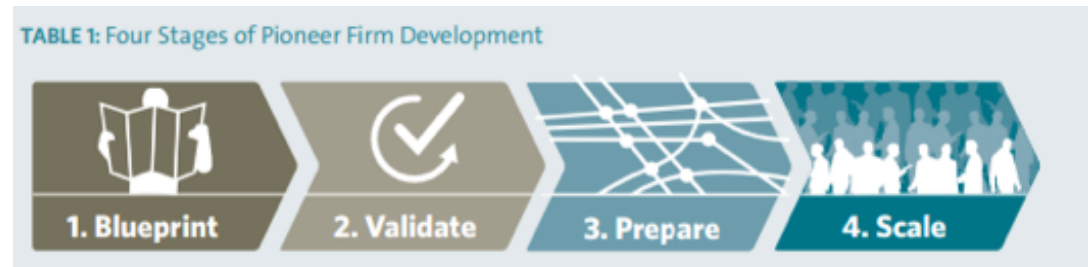 TABLE 1: Four Stages of Pioneer Firm Development
1. Blueprint
2. Validate
3. Prepare
4. Scale